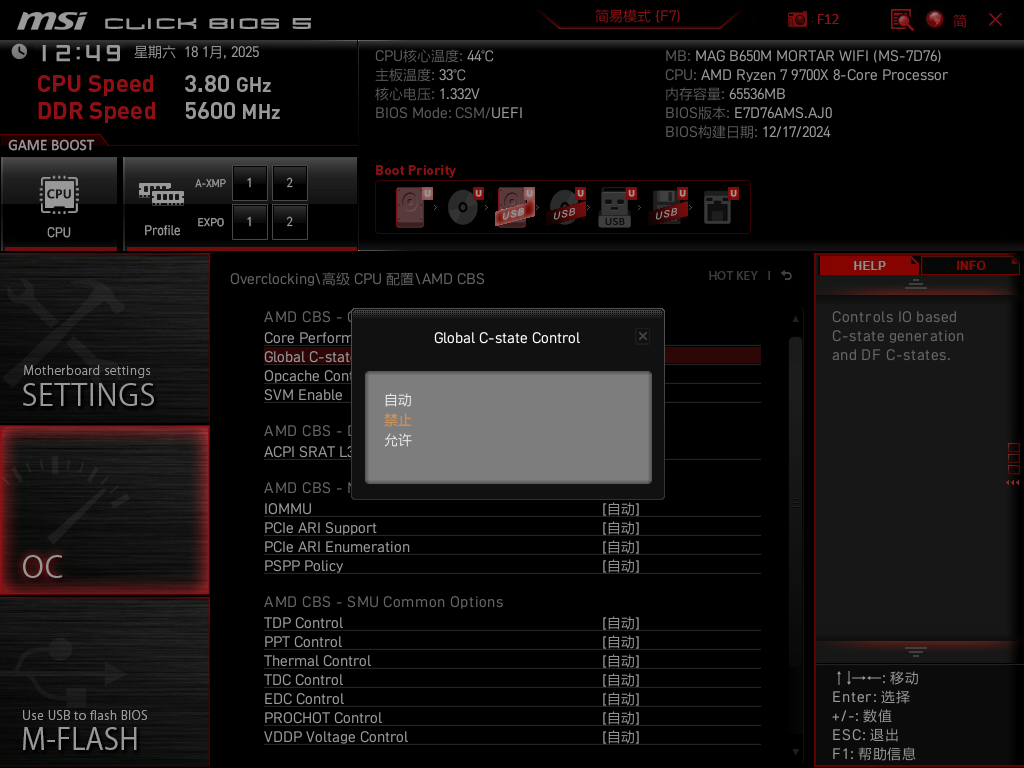 msi CLICK BIOS 5
简易模式 (F7)
F12
简
12:49 星期六 18 1月, 2025
CPU Speed 3.80 GHz
DDR Speed 5600 MHz
CPU核心温度: 44℃
主板温度: 33℃
核心电压: 1.332V
BIOS Mode: CSM/UEFI
MB: MAG B650M MORTAR WIFI (MS-7D76)
CPU: AMD Ryzen 7 9700X 8-Core Processor
内存容量: 65536MB
BIOS版本: E7D76AMS.AJ0
BIOS构建日期: 12/17/2024
GAME BOOST
CPU
CPU
Profile
A-XMP 1 2
EXPO 1 2
Boot Priority
U U U U U U U
USB USB USB USB
Motherboard settings
SETTINGS
OC
Use USB to flash BIOS
M-FLASH
Overclocking\高级 CPU 配置\AMD CBS
HOT KEY
AMD CBS -
Core Perform
Global C-stat
Opcache Cont
SVM Enable
AMD CBS -
ACPI SRAT L3
AMD CBS -
IOMMU [自动]
PCIe ARI Support [自动]
PCIe ARI Enumeration [自动]
PSPP Policy [自动]
AMD CBS - SMU Common Options
TDP Control [自动]
PPT Control [自动]
Thermal Control [自动]
TDC Control [自动]
EDC Control [自动]
PROCHOT Control [自动]
VDDP Voltage Control [自动]
Global C-state Control
自动
禁止
允许
HELP
INFO
Controls IO based
C-state generation
and DF C-states.
↑↓→←: 移动
Enter: 选择
+/-: 数值
ESC: 退出
F1: 帮助信息